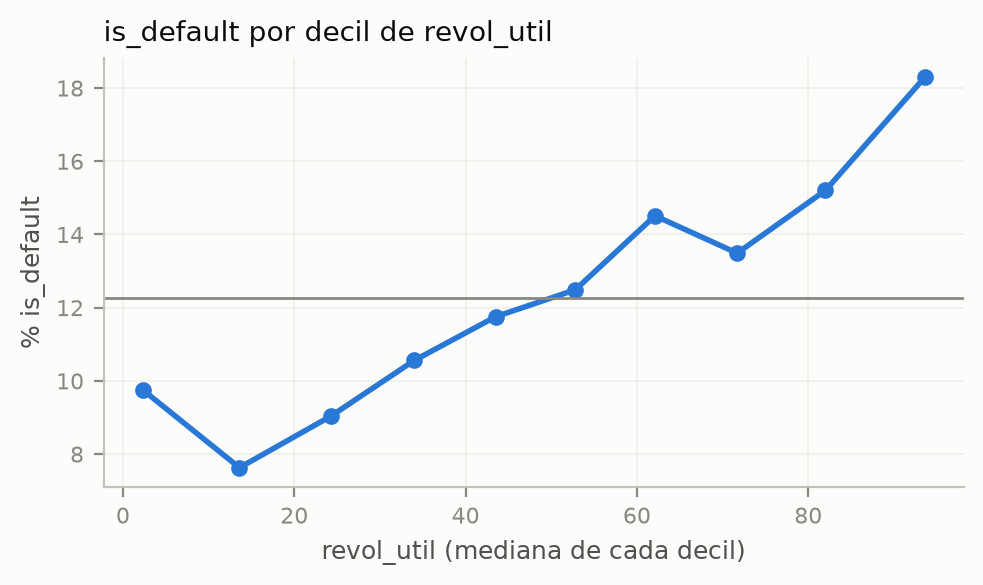 is_default por decil de revol_util
% is_default
18
16
14
12
10
8
0 20 40 60 80
revol_util (mediana de cada decil)